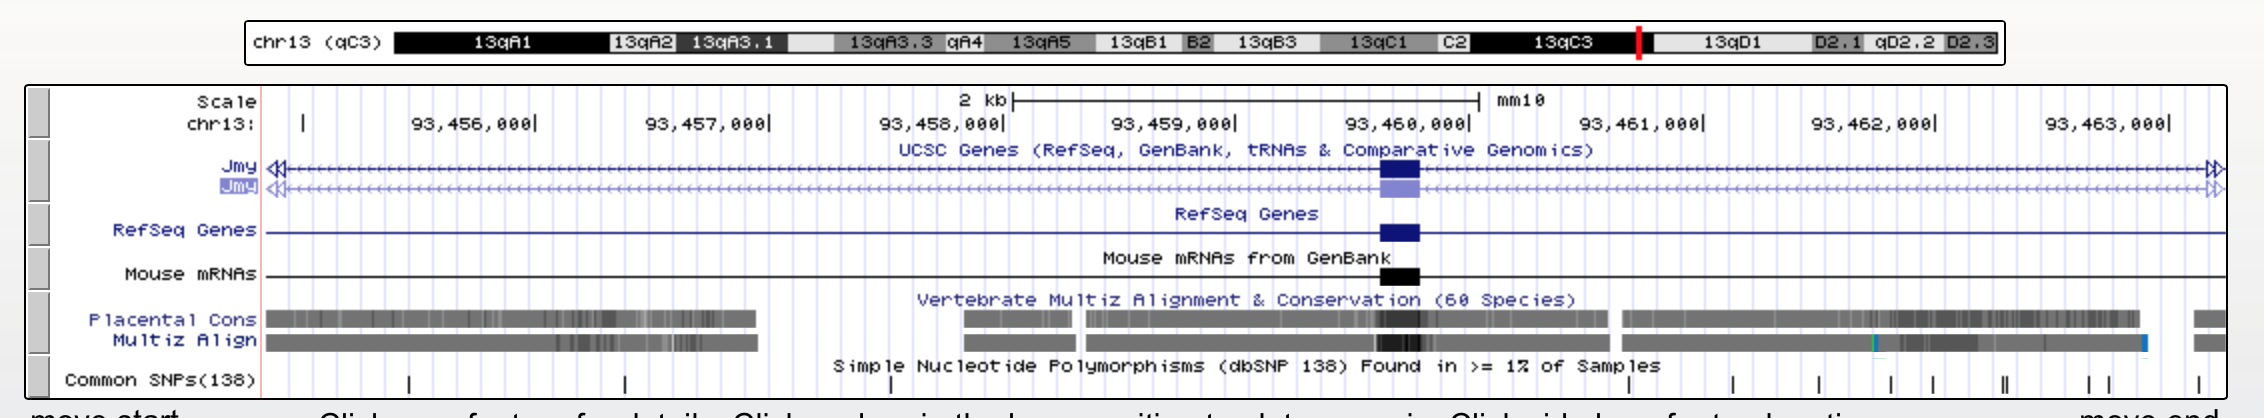 chr13 (qC3) 13qA1 13qA2 13qA3.1 13qA3.3 qA4 13qA5 13qB1 B2 13qB3 13qC1 C2 13qC3 13qD1 D2.1 qD2.2 D2.3
Scale 2 kb mm10
chr13: 93,456,000 93,457,000 93,458,000 93,459,000 93,460,000 93,461,000 93,462,000 93,463,000
UCSC Genes (RefSeq, GenBank, tRNAs & Comparative Genomics)
Jmy
Jmy
RefSeq Genes
RefSeq Genes
Mouse mRNAs from GenBank
Mouse mRNAs
Vertebrate Multiz Alignment & Conservation (60 Species)
Placental Cons
Multiz Align
Simple Nucleotide Polymorphisms (dbSNP 138) Found in >= 1% of Samples
Common SNPs(138)